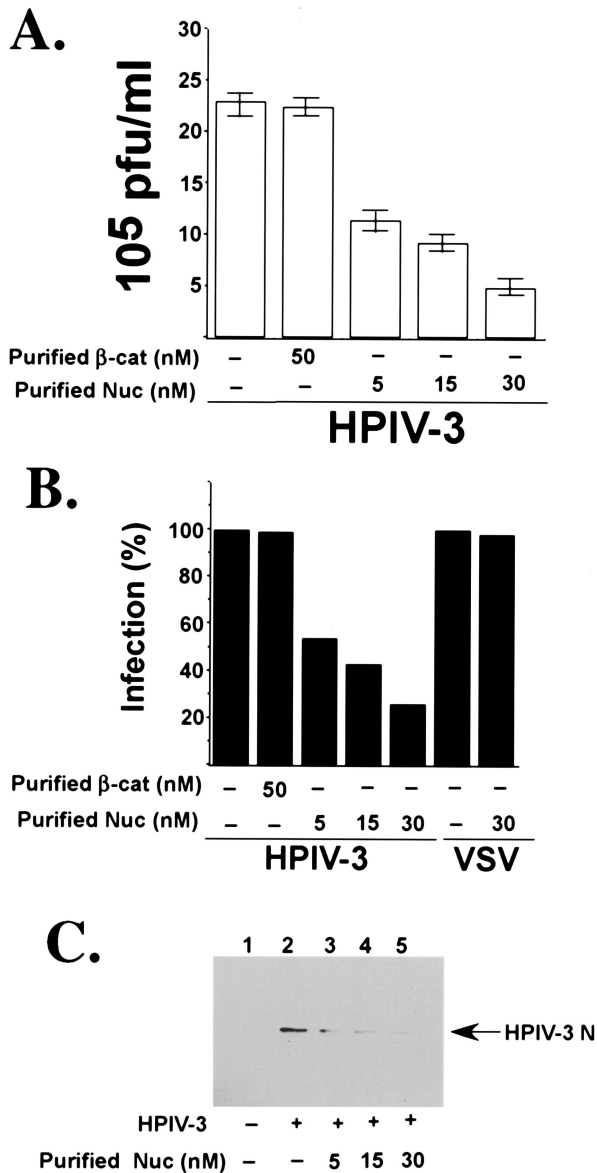 A.
30
25
20
15
10
5
10⁵ pfu/ml
Purified β-cat (nM) – 50 – – –
Purified Nuc (nM) – – 5 15 30
HPIV-3
B.
100
80
60
40
20
Infection (%)
Purified β-cat (nM) – 50 – – – – –
Purified Nuc (nM) – – 5 15 30 – 30
HPIV-3 VSV
C.
1 2 3 4 5
HPIV-3 N
HPIV-3 – + + + +
Purified Nuc (nM) – – 5 15 30